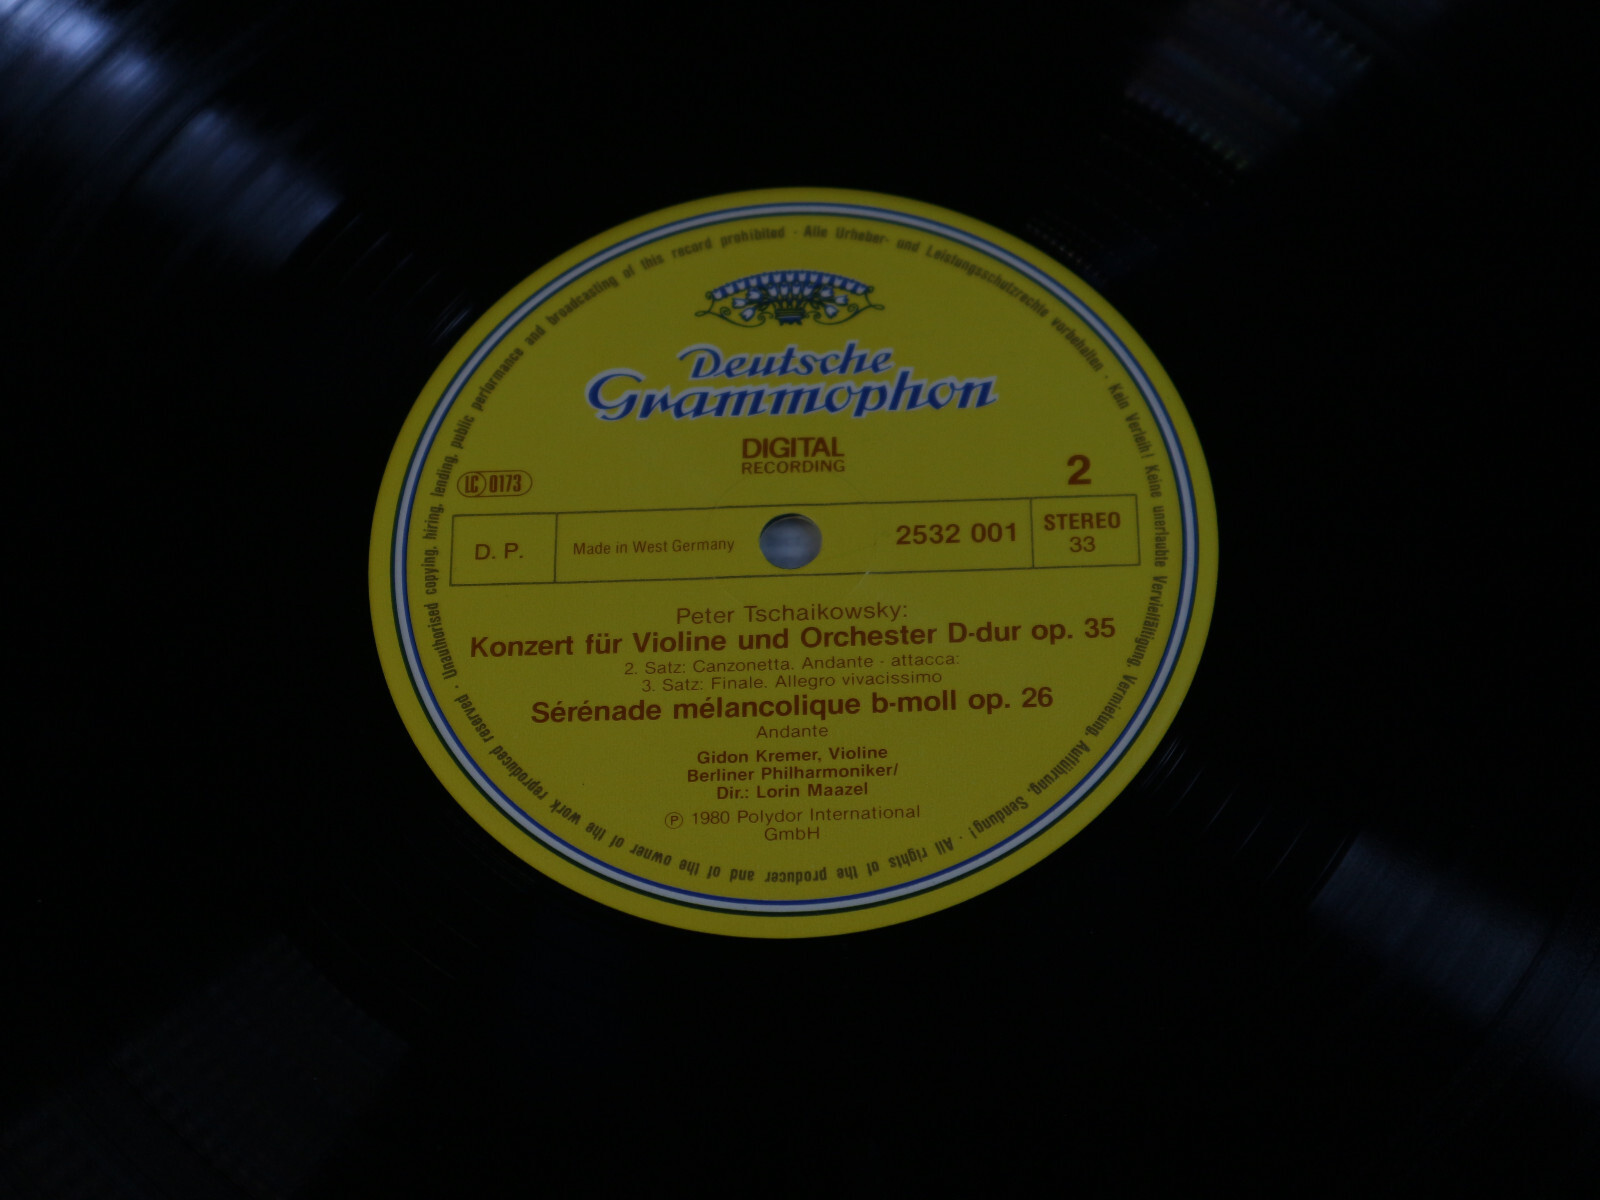 Deutsche
Grammophon
DIGITAL
RECORDING
LC 0173
2
D. P.
Made in West Germany
2532 001
STEREO
33
Peter Tschaikowsky:
Konzert für Violine und Orchester D-dur op. 35
2. Satz: Canzonetta. Andante - attacca:
3. Satz: Finale. Allegro vivacissimo
Sérénade mélancolique b-moll op. 26
Andante
Gidon Kremer, Violine
Berliner Philharmoniker/
Dir.: Lorin Maazel
Ⓟ 1980 Polydor International
GmbH
Alle Urheber- und Leistungsschutzrechte vorbehalten · Kein Verleih! Keine unerlaubte Vervielfältigung, Vermietung, Aufführung, Sendung! · All rights of the producer and of the owner of the work reproduced reserved · Unauthorised copying, hiring, lending, public performance and broadcasting of this record prohibited ·